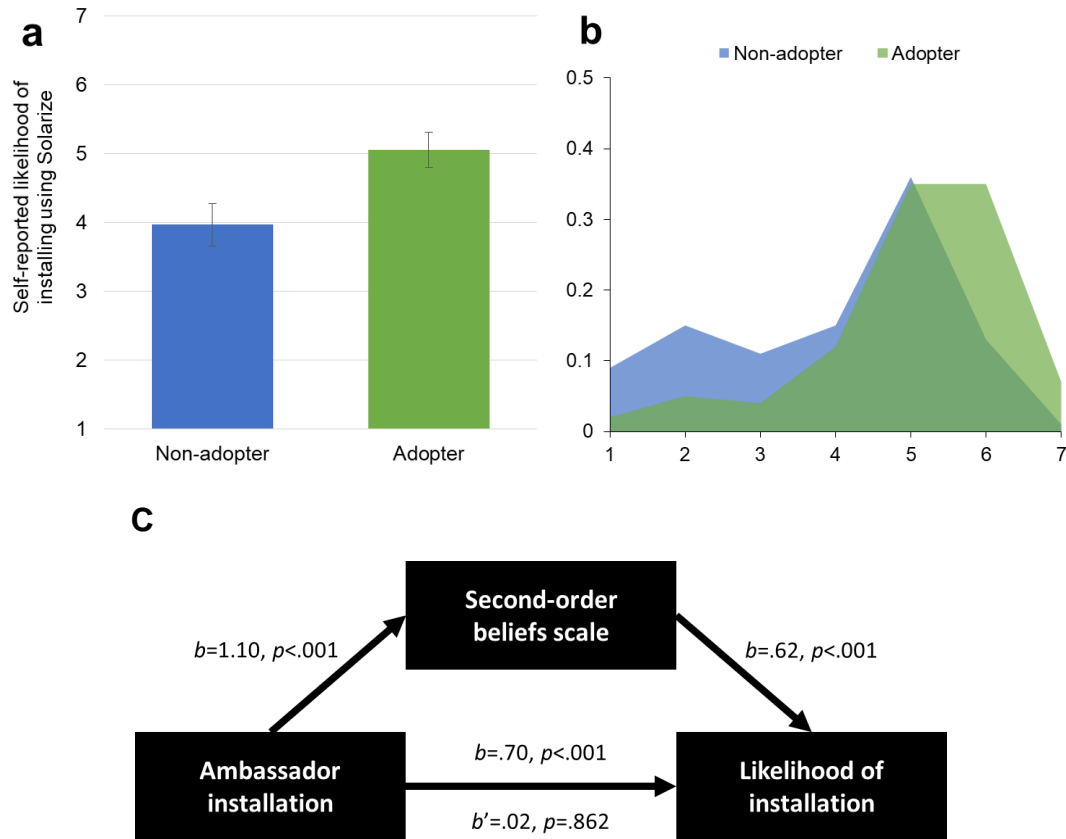 a
Self-reported likelihood of
installing using Solarize
7
6
5
4
3
2
1
Non-adopter
Adopter
b
Non-adopter
Adopter
0.5
0.4
0.3
0.2
0.1
0
1 2 3 4 5 6 7
c
Second-order
beliefs scale
b=1.10, p<.001
b=.62, p<.001
Ambassador
installation
b=.70, p<.001
b’=.02, p=.862
Likelihood of
installation